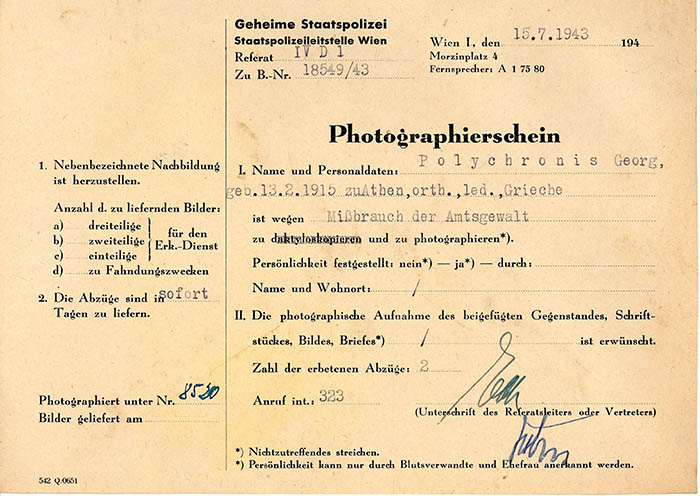 Geheime Staatspolizei
Staatspolizeileitstelle Wien
Referat IV D 1
Zu B.-Nr. 18549/43
Wien I., den 15.7.1943 194
Morzinplatz 4
Fernsprecher: A 1 75 80
1. Nebenbezeichnete Nachbildung
ist herzustellen.
Anzahl d. zu liefernden Bilder:
a) dreiteilige
b) zweiteilige
c) einteilige
für den
Erk.-Dienst
d) zu Fahndungszwecken
2. Die Abzüge sind in sofort
Tagen zu liefern.
Photographiert unter Nr. 8520
Bilder geliefert am
542 Q.0651
Photographierschein
I. Name und Personaldaten: Polychronis Georg,
geb.13.2.1915 zuAthen,orth.,led.,Grieche
ist wegen Mißbrauch der Amtsgewalt
zu daktyloskopieren und zu photographieren*).
Persönlichkeit festgestellt: nein*) — ja*) — durch:
Name und Wohnort: /
II. Die photographische Aufnahme des beigefügten Gegenstandes, Schrift-
stückes, Bildes, Briefes*) / ist erwünscht.
Zahl der erbetenen Abzüge: 2
Anruf int.: 323
(Unterschrift des Referatsleiters oder Vertreters)
*) Nichtzutreffendes streichen.
*) Persönlichkeit kann nur durch Blutsverwandte und Ehefrau anerkannt werden.